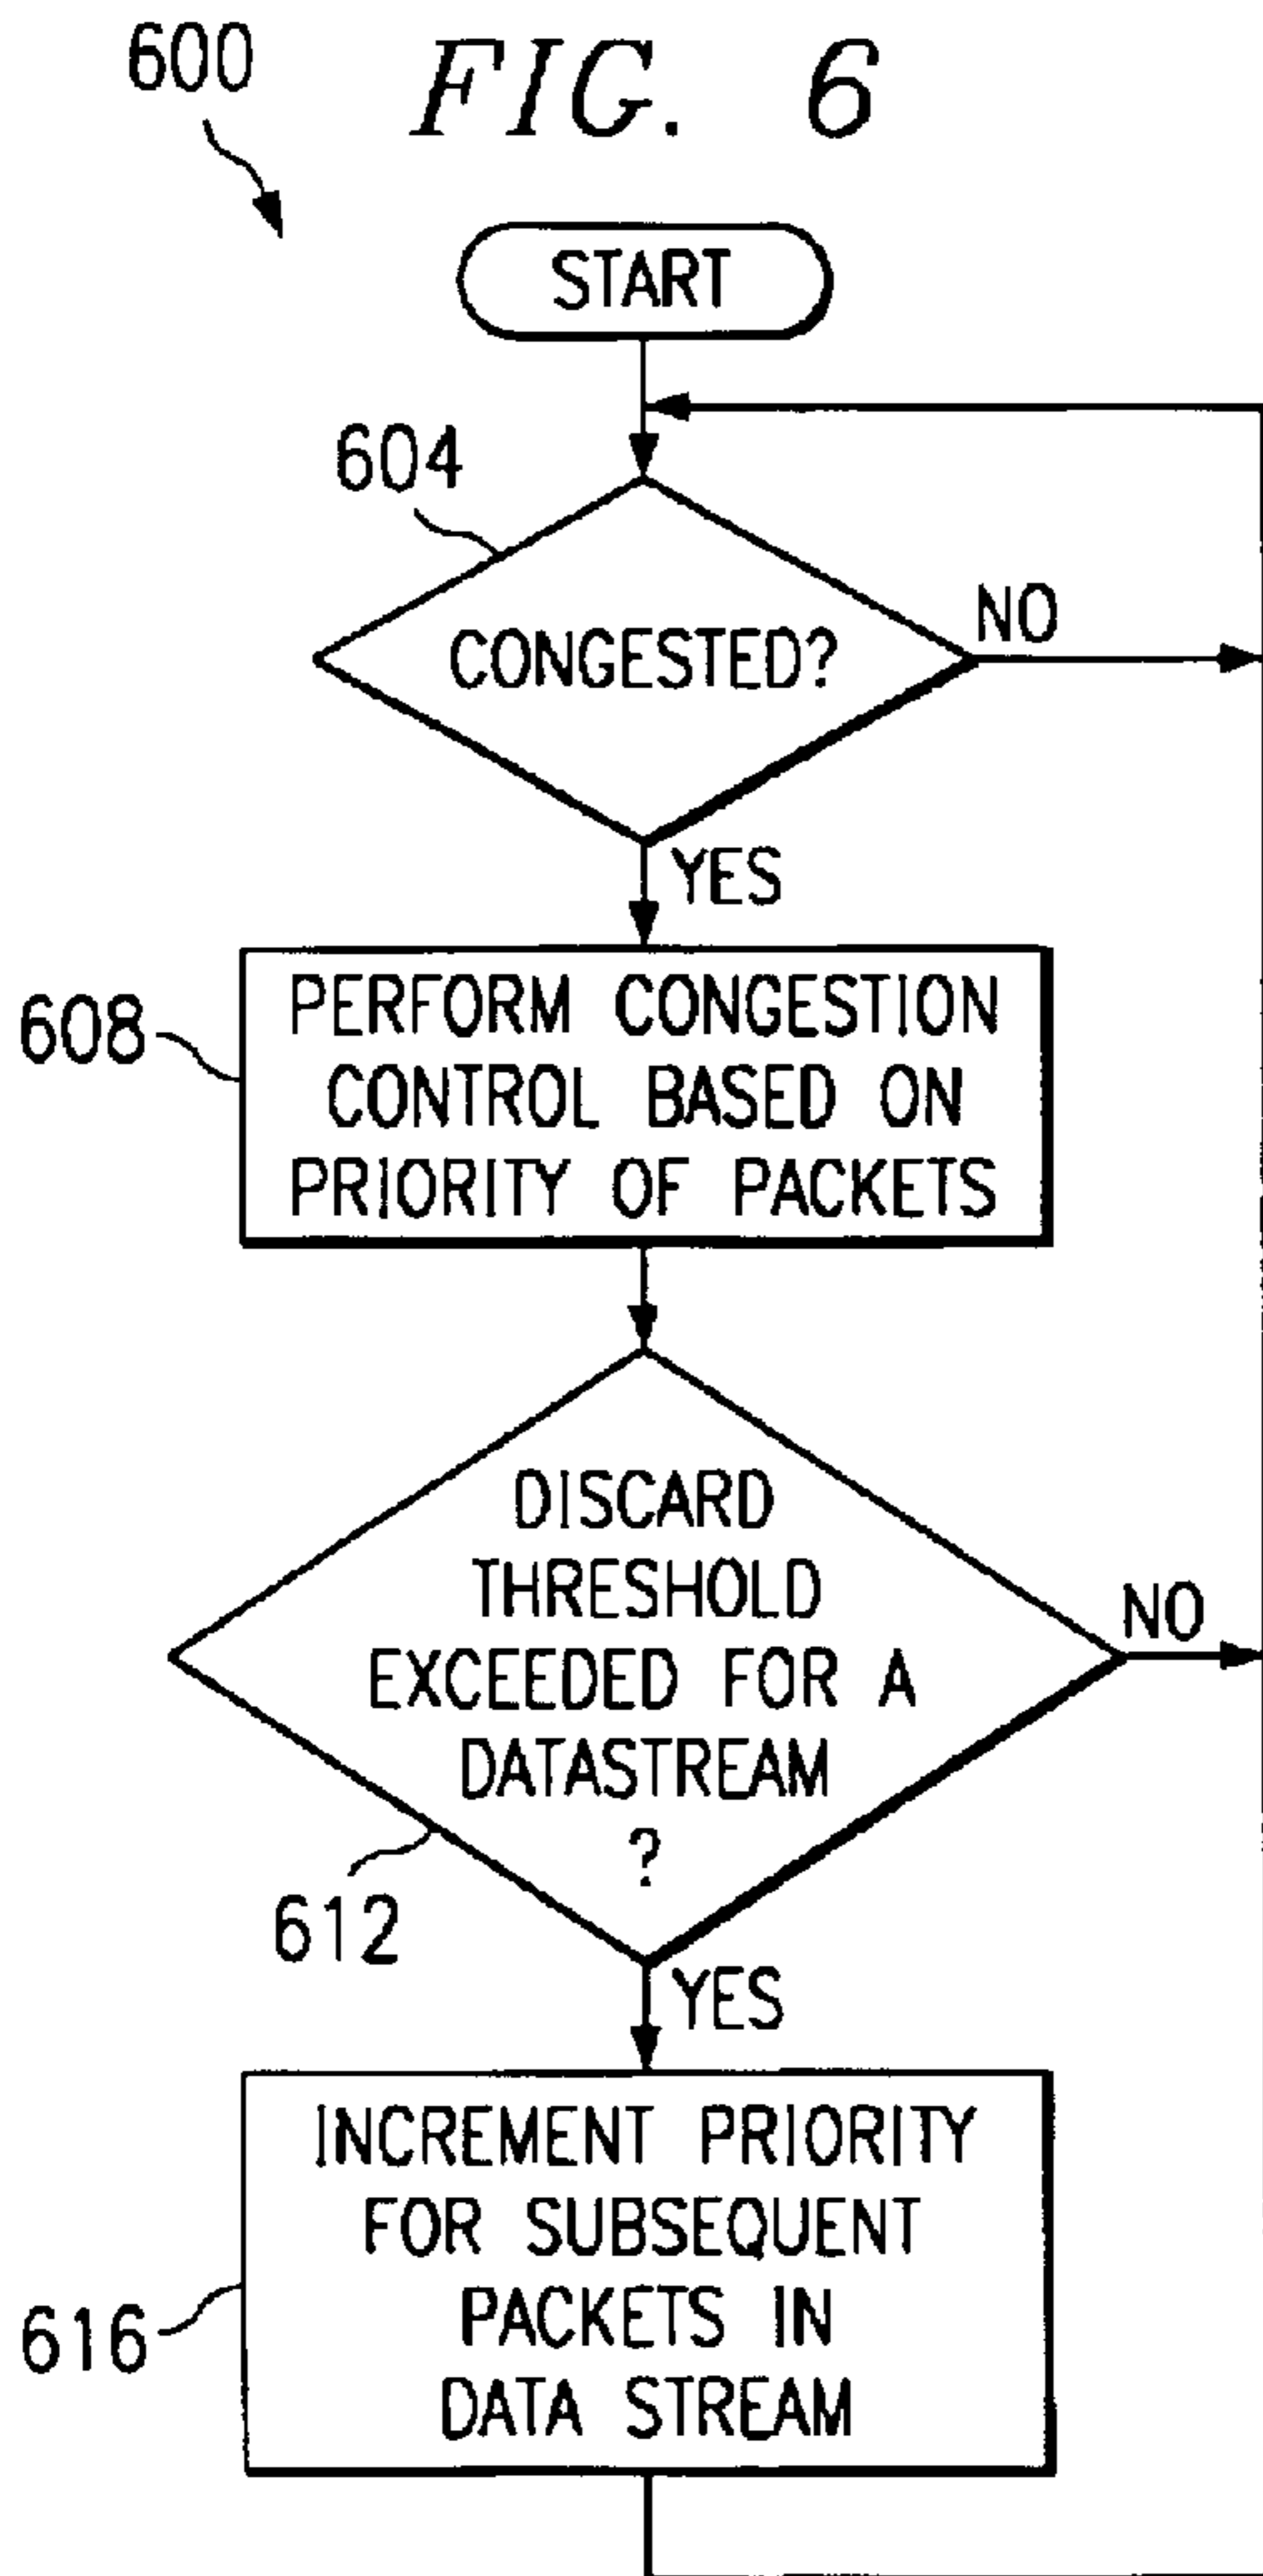 600
FIG. 6
START
604
CONGESTED?
NO
YES
608
PERFORM CONGESTION
CONTROL BASED ON
PRIORITY OF PACKETS
DISCARD
THRESHOLD
EXCEEDED FOR A
DATASTREAM
?
NO
612
YES
616
INCREMENT PRIORITY
FOR SUBSEQUENT
PACKETS IN
DATA STREAM